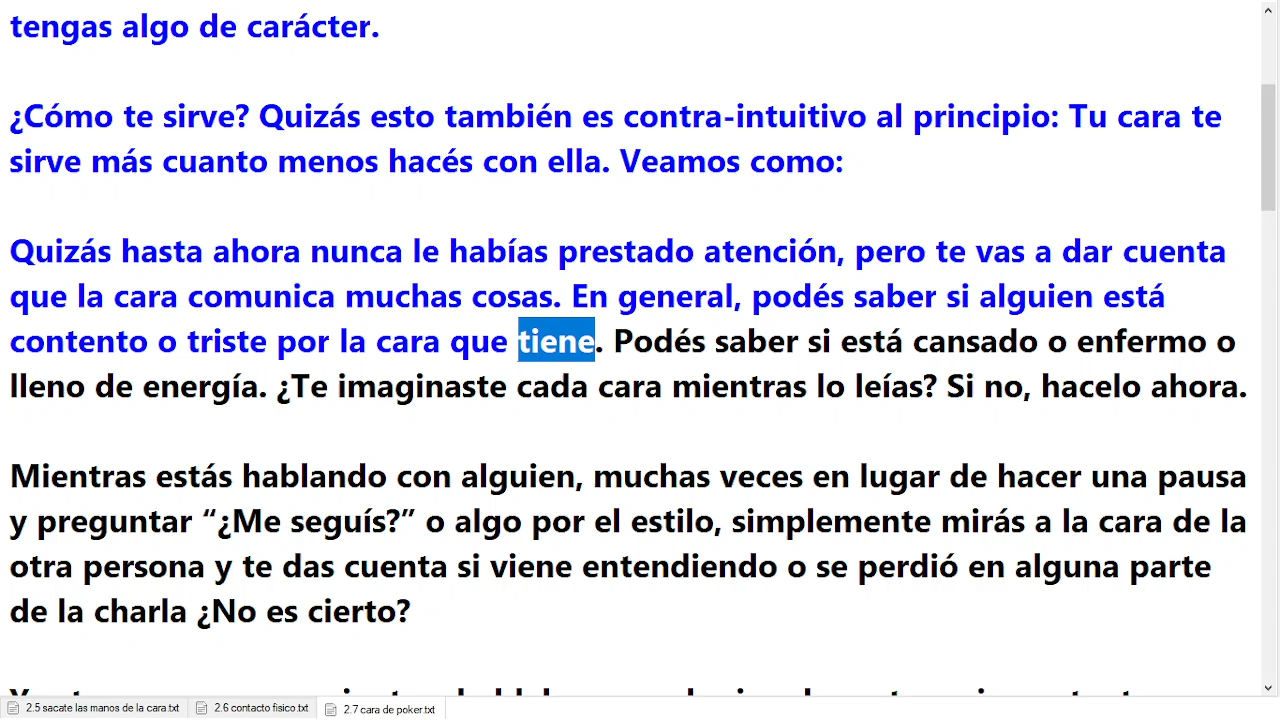 tengas algo de carácter.
¿Cómo te sirve? Quizás esto también es contra-intuitivo al principio: Tu cara te
sirve más cuanto menos hacés con ella. Veamos como:
Quizás hasta ahora nunca le habías prestado atención, pero te vas a dar cuenta
que la cara comunica muchas cosas. En general, podés saber si alguien está
contento o triste por la cara que tiene. Podés saber si está cansado o enfermo o
lleno de energía. ¿Te imaginaste cada cara mientras lo leías? Si no, hacelo ahora.
Mientras estás hablando con alguien, muchas veces en lugar de hacer una pausa
y preguntar “¿Me seguís?” o algo por el estilo, simplemente mirás a la cara de la
otra persona y te das cuenta si viene entendiendo o se perdió en alguna parte
de la charla ¿No es cierto?
2.5 sacate las manos de la cara.txt
2.6 contacto fisico.txt
2.7 cara de poker.txt